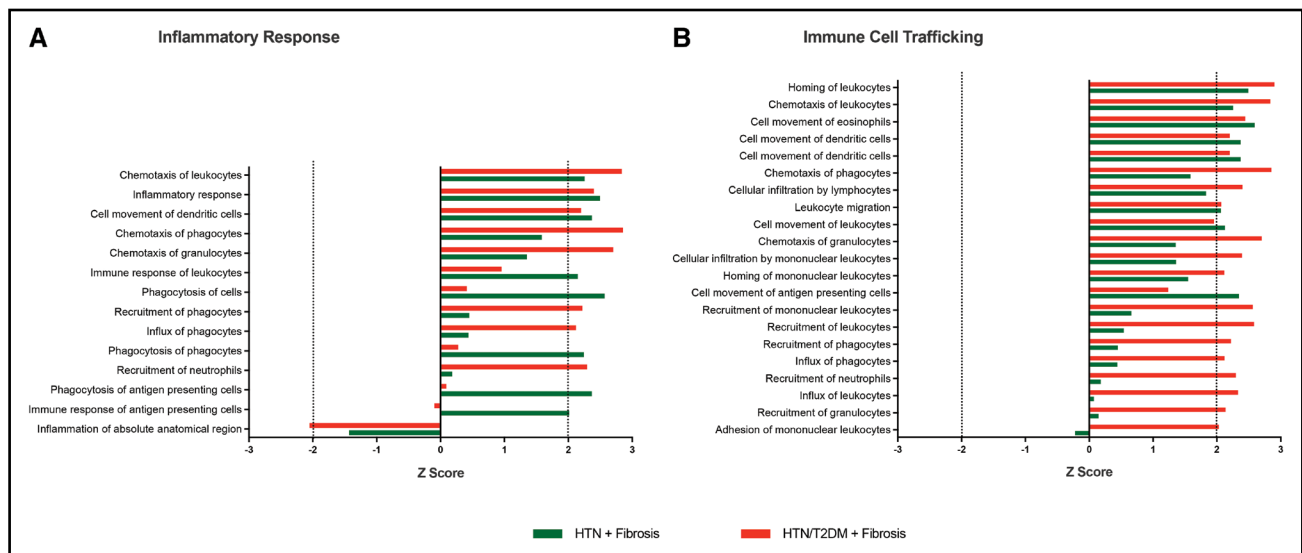 A Inflammatory Response
Chemotaxis of leukocytes
Inflammatory response
Cell movement of dendritic cells
Chemotaxis of phagocytes
Chemotaxis of granulocytes
Immune response of leukocytes
Phagocytosis of cells
Recruitment of phagocytes
Influx of phagocytes
Phagocytosis of phagocytes
Recruitment of neutrophils
Phagocytosis of antigen presenting cells
Immune response of antigen presenting cells
Inflammation of absolute anatomical region
-3 -2 -1 0 1 2 3
Z Score
B Immune Cell Trafficking
Homing of leukocytes
Chemotaxis of leukocytes
Cell movement of eosinophils
Cell movement of dendritic cells
Cell movement of dendritic cells
Chemotaxis of phagocytes
Cellular infiltration by lymphocytes
Leukocyte migration
Cell movement of leukocytes
Chemotaxis of granulocytes
Cellular infiltration by mononuclear leukocytes
Homing of mononuclear leukocytes
Cell movement of antigen presenting cells
Recruitment of mononuclear leukocytes
Recruitment of leukocytes
Recruitment of phagocytes
Influx of phagocytes
Recruitment of neutrophils
Influx of leukocytes
Recruitment of granulocytes
Adhesion of mononuclear leukocytes
-3 -2 -1 0 1 2 3
Z Score
HTN + Fibrosis HTN/T2DM + Fibrosis